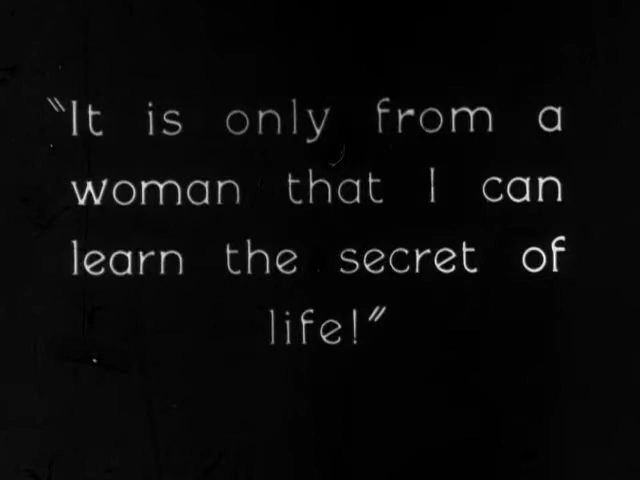 "It is only from a
woman that I can
learn the secret of
life!"